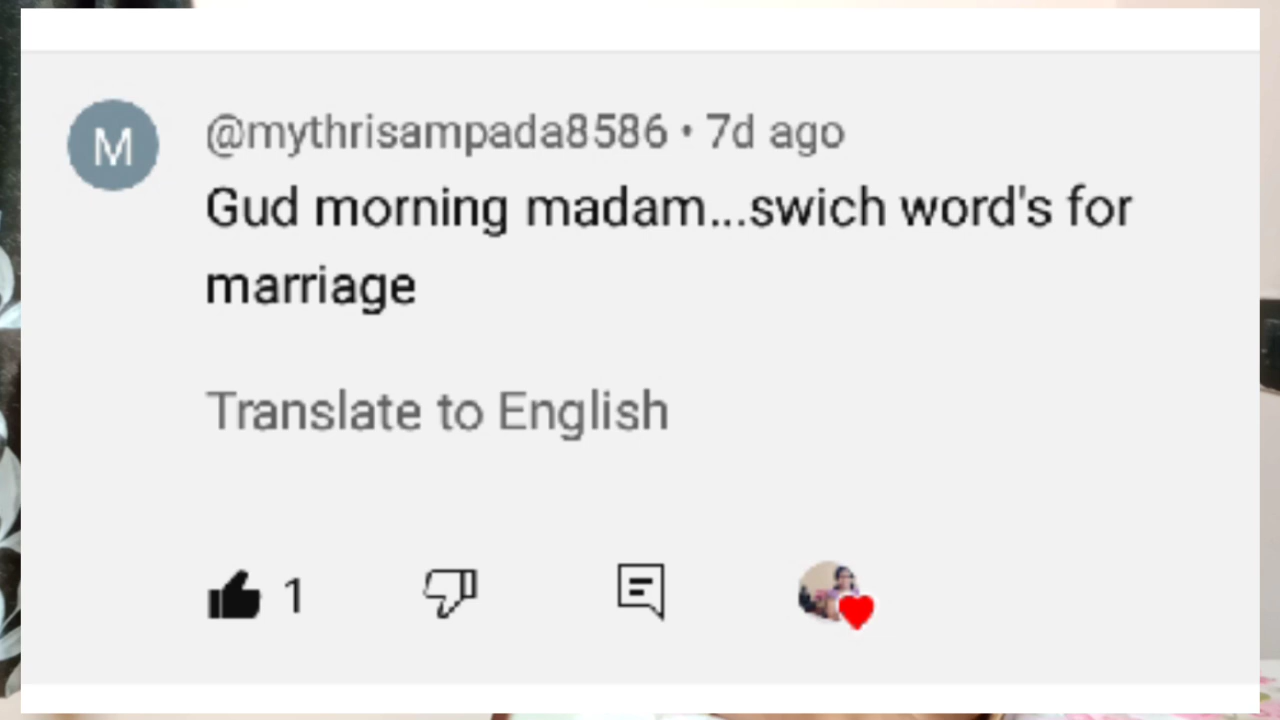 M
@mythrisampada8586 • 7d ago
Gud morning madam...swich word's for
marriage
Translate to English
1